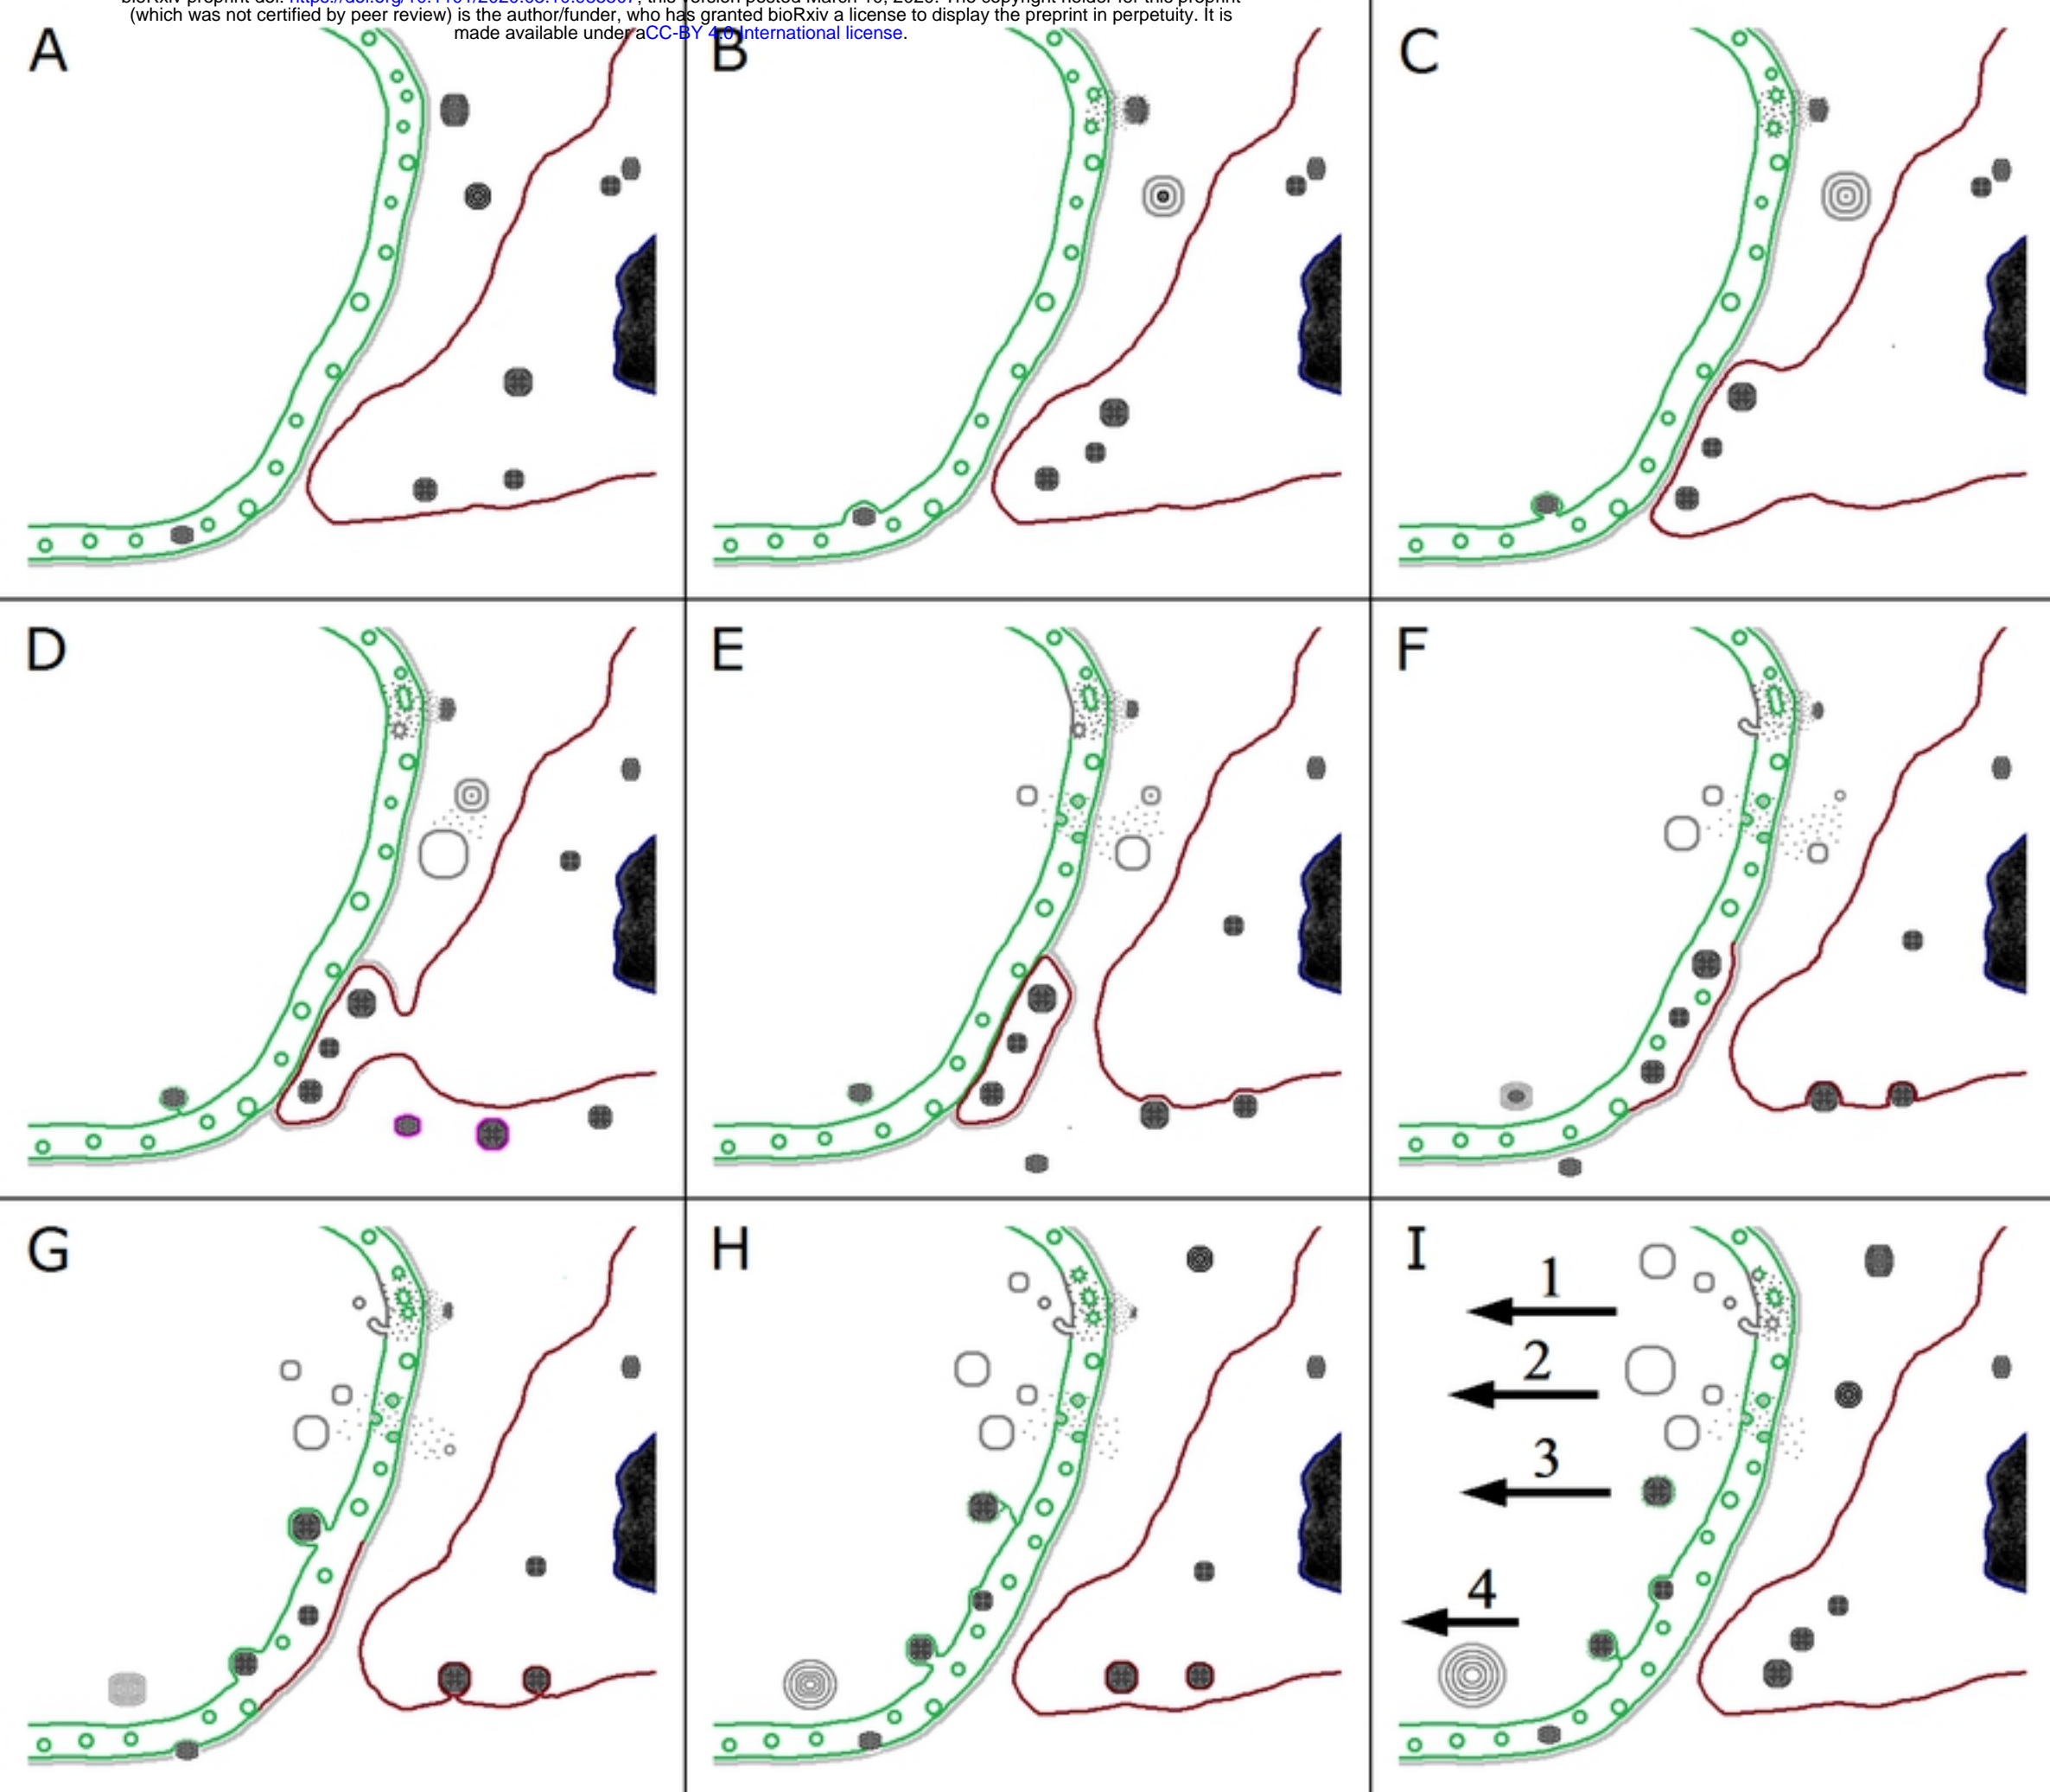 (which was not certified by peer review) is the author/funder, who has granted bioRxiv a license to display the preprint in perpetuity. It is
made available under aCC-BY 4.0 International license.
A
B
C
D
E
F
G
H
I
1
2
3
4